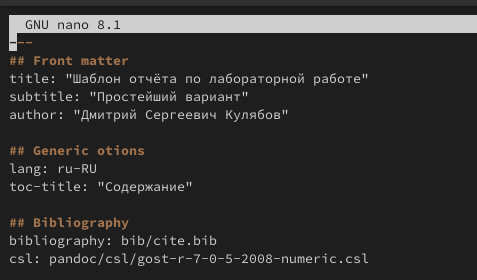 GNU nano 8.1
---
## Front matter
title: "Шаблон отчёта по лабораторной работе"
subtitle: "Простейший вариант"
author: "Дмитрий Сергеевич Кулябов"
## Generic otions
lang: ru-RU
toc-title: "Содержание"
## Bibliography
bibliography: bib/cite.bib
csl: pandoc/csl/gost-r-7-0-5-2008-numeric.csl